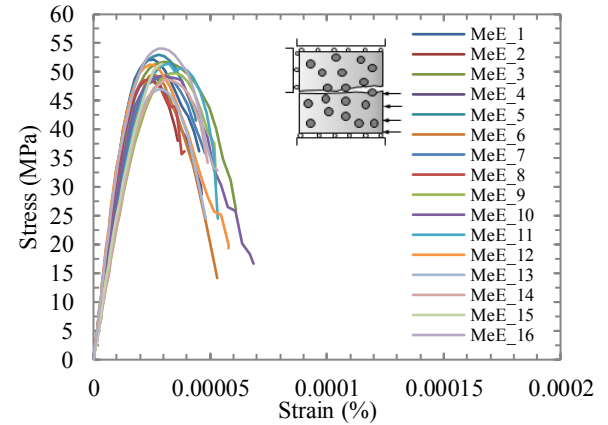 60
55
50
45
40
35
30
25
20
15
10
5
0
Stress (MPa)
0 0.00005 0.0001 0.00015 0.0002
Strain (%)
MeE_1
MeE_2
MeE_3
MeE_4
MeE_5
MeE_6
MeE_7
MeE_8
MeE_9
MeE_10
MeE_11
MeE_12
MeE_13
MeE_14
MeE_15
MeE_16